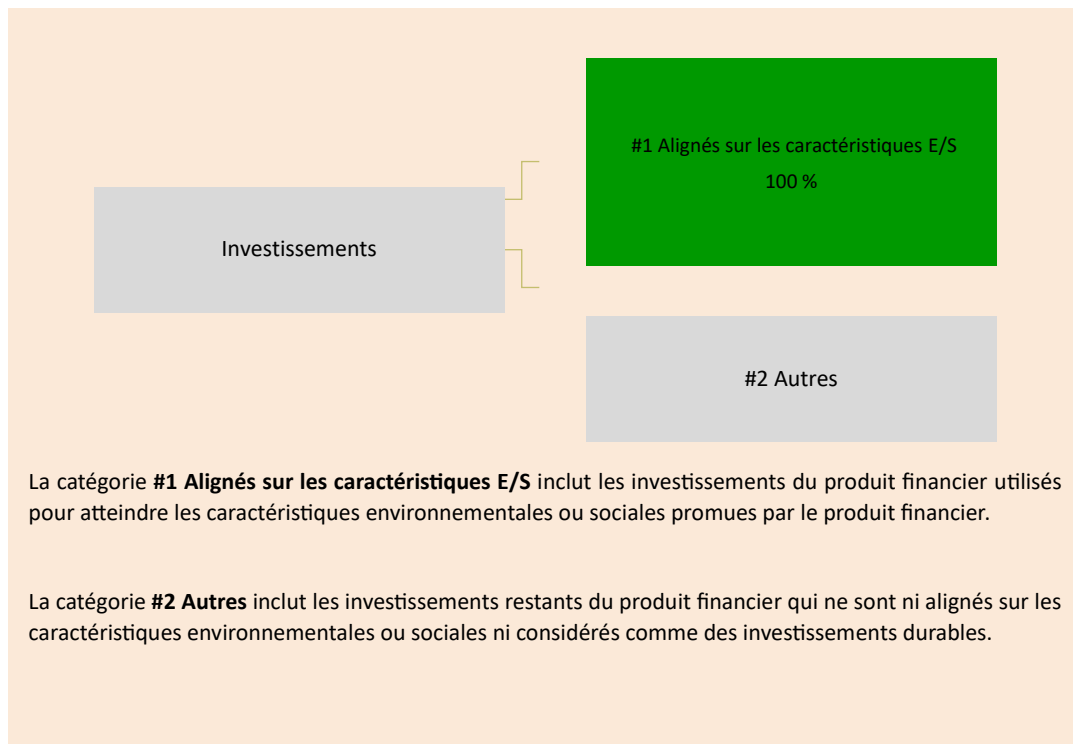 #1 Alignés sur les caractéristiques E/S
100 %
Investissements
#2 Autres
La catégorie #1 Alignés sur les caractéristiques E/S inclut les investissements du produit financier utilisés
pour atteindre les caractéristiques environnementales ou sociales promues par le produit financier.
La catégorie #2 Autres inclut les investissements restants du produit financier qui ne sont ni alignés sur les
caractéristiques environnementales ou sociales ni considérés comme des investissements durables.